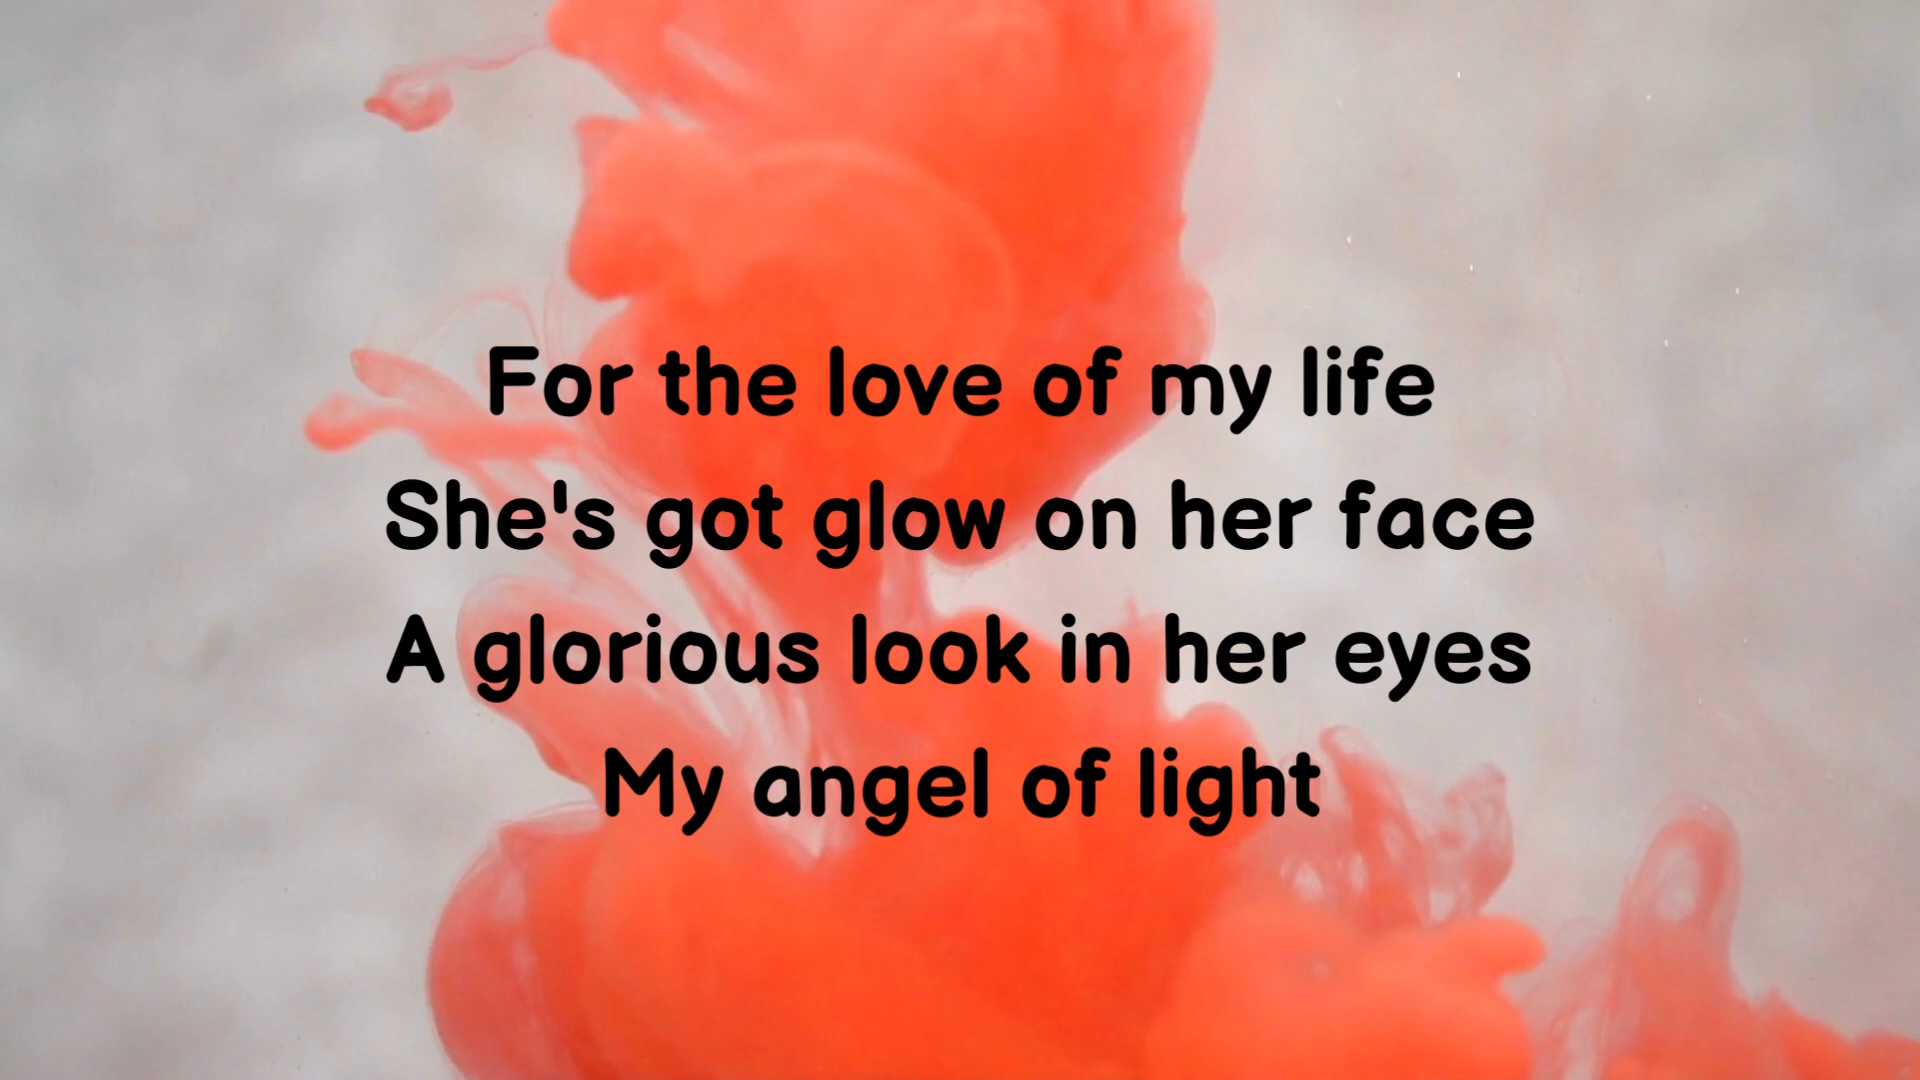 For the love of my life
She's got glow on her face
A glorious look in her eyes
My angel of light